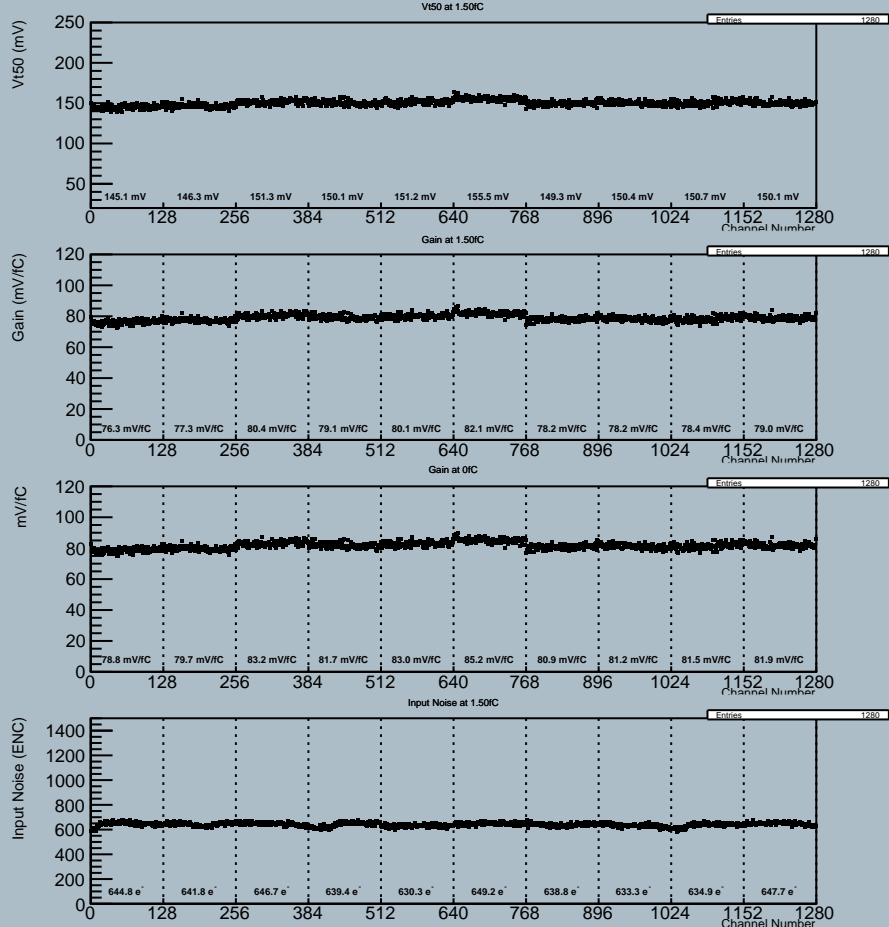 Vt50 at 1.50fC
Entries 1280
Vt50 (mV)
250
200
150
100
50
145.1 mV 146.3 mV 151.3 mV 150.1 mV 151.2 mV 155.5 mV 149.3 mV 150.4 mV 150.7 mV 150.1 mV
0 128 256 384 512 640 768 896 1024 1152 1280
Channel Number
Gain at 1.50fC
Entries 1280
Gain (mV/fC)
120
100
80
60
40
20
0
76.3 mV/fC 77.3 mV/fC 80.4 mV/fC 79.1 mV/fC 80.1 mV/fC 82.1 mV/fC 78.2 mV/fC 78.2 mV/fC 78.4 mV/fC 79.0 mV/fC
0 128 256 384 512 640 768 896 1024 1152 1280
Channel Number
Gain at 0fC
Entries 1280
mV/fC
120
100
80
60
40
20
0
78.8 mV/fC 79.7 mV/fC 83.2 mV/fC 81.7 mV/fC 83.0 mV/fC 85.2 mV/fC 80.9 mV/fC 81.2 mV/fC 81.5 mV/fC 81.9 mV/fC
0 128 256 384 512 640 768 896 1024 1152 1280
Channel Number
Input Noise at 1.50fC
Entries 1280
Input Noise (ENC)
1400
1200
1000
800
600
400
200
0
644.8 e⁻ 641.8 e⁻ 646.7 e⁻ 639.4 e⁻ 630.3 e⁻ 649.2 e⁻ 638.8 e⁻ 633.3 e⁻ 634.9 e⁻ 647.7 e⁻
0 128 256 384 512 640 768 896 1024 1152 1280
Channel Number